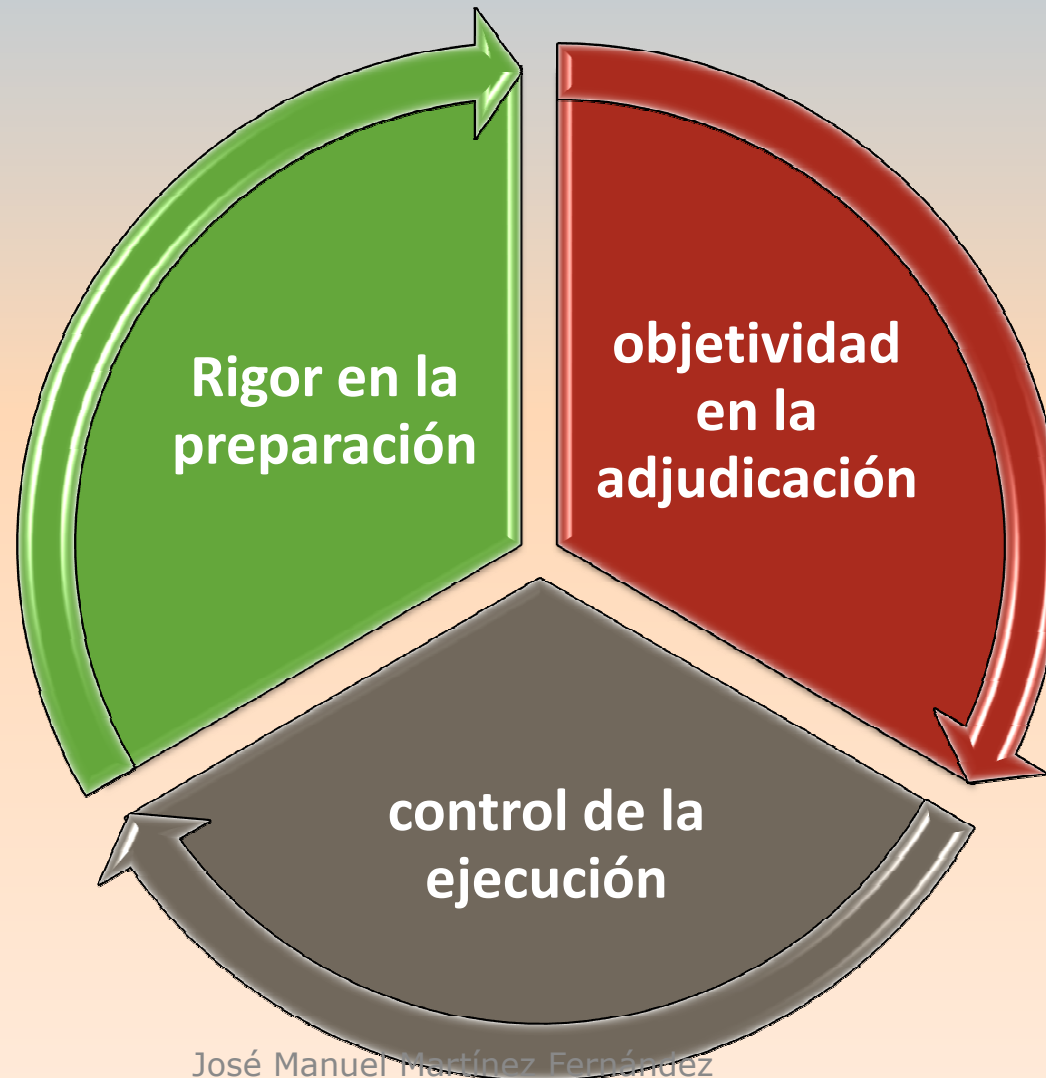 Rigor en la
preparación
objetividad
en la
adjudicación
control de la
ejecución
José Manuel Martínez Fernández